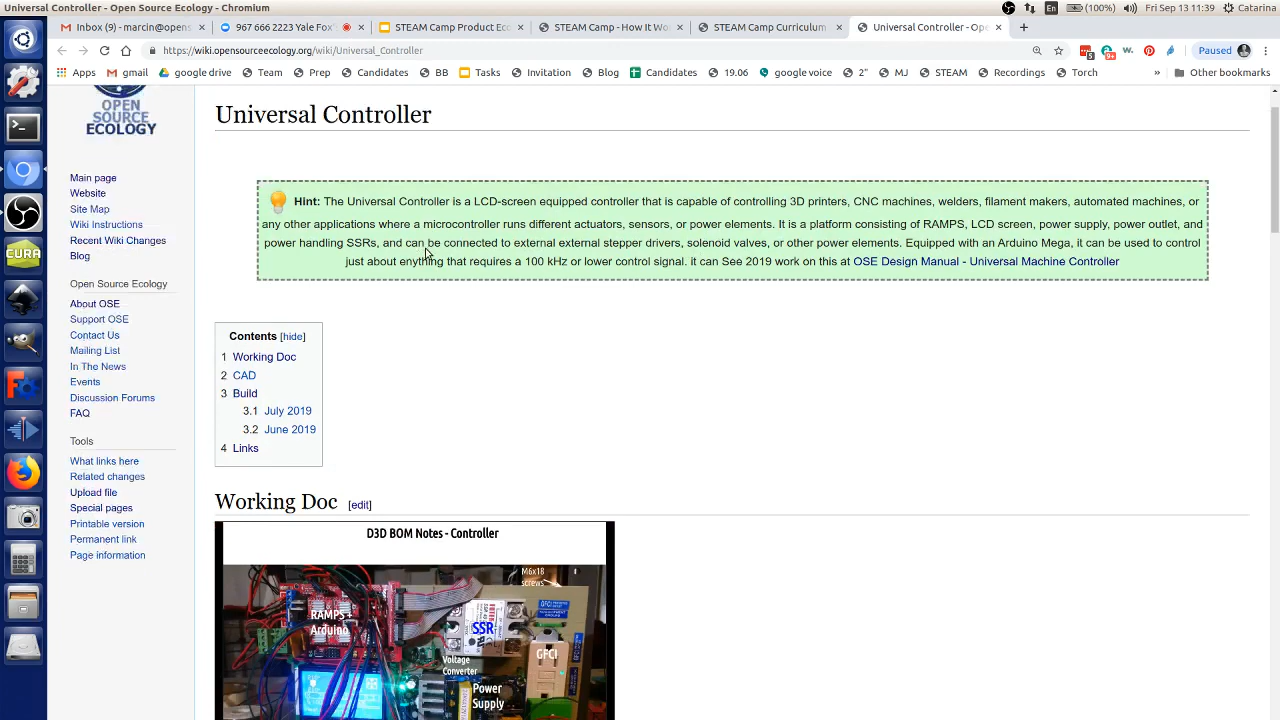 Universal Controller - Open Source Ecology - Chromium
En (100%) Fri Sep 13 11:39 Catarina
Inbox (9) - marcin@opens × 967 666 223 Yale Fox × STEAM Camp Product Ec × STEAM Camp - How It Wo × STEAM Camp Curriculum × Universal Controller - Ope × +
https://wiki.opensourceecology.org/wiki/Universal_Controller 5 9+ w. Paused
Apps gmail google drive Team Prep Candidates BB Tasks Invitation Blog Candidates 19.06 google voice 2" MJ STEAM Recordings Torch » Other bookmarks
OPEN
SOURCE
ECOLOGY
Main page
Website
Site Map
Wiki Instructions
Recent Wiki Changes
Blog
Open Source Ecology
About OSE
Support OSE
Contact Us
Mailing List
In The News
Events
Discussion Forums
FAQ
Tools
What links here
Related changes
Upload file
Special pages
Printable version
Permanent link
Page information
Universal Controller
Hint: The Universal Controller is a LCD-screen equipped controller that is capable of controlling 3D printers, CNC machines, welders, filament makers, automated machines, or
any other applications where a microcontroller runs different actuators, sensors, or power elements. It is a platform consisting of RAMPS, LCD screen, power supply, power outlet, and
power handling SSRs, and can be connected to external external stepper drivers, solenoid valves, or other power elements. Equipped with an Arduino Mega, it can be used to control
just about anything that requires a 100 kHz or lower control signal. it can See 2019 work on this at OSE Design Manual - Universal Machine Controller
Contents [hide]
1 Working Doc
2 CAD
3 Build
3.1 July 2019
3.2 June 2019
4 Links
Working Doc [edit]
D3D BOM Notes - Controller
M6x18
screws
RAMPS +
Arduino
SSR
GFCI
Voltage
Converter
Power
Supply
CURA